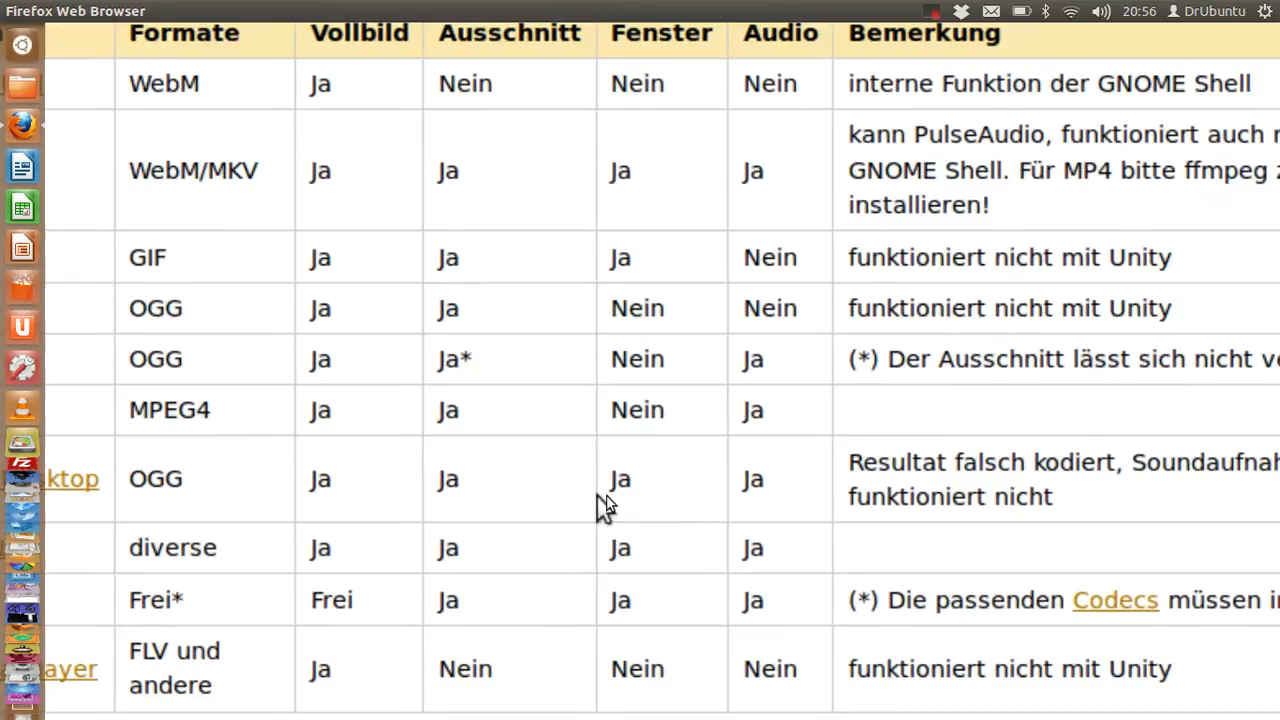 Firefox Web Browser 20:56 DrUbuntu
Formate Vollbild Ausschnitt Fenster Audio Bemerkung
WebM Ja Nein Nein Nein interne Funktion der GNOME Shell
kann PulseAudio, funktioniert auch
WebM/MKV Ja Ja Ja Ja GNOME Shell. Für MP4 bitte ffmpeg
installieren!
GIF Ja Ja Ja Nein funktioniert nicht mit Unity
OGG Ja Ja Nein Nein funktioniert nicht mit Unity
OGG Ja Ja* Nein Ja (*) Der Ausschnitt lässt sich nicht
MPEG4 Ja Ja Nein Ja
Resultat falsch kodiert, Soundaufnah
ktop OGG Ja Ja Ja Ja
funktioniert nicht
diverse Ja Ja Ja Ja
Frei* Frei Ja Ja Ja (*) Die passenden Codecs müssen
FLV und
ayer Ja Nein Nein Nein funktioniert nicht mit Unity
andere